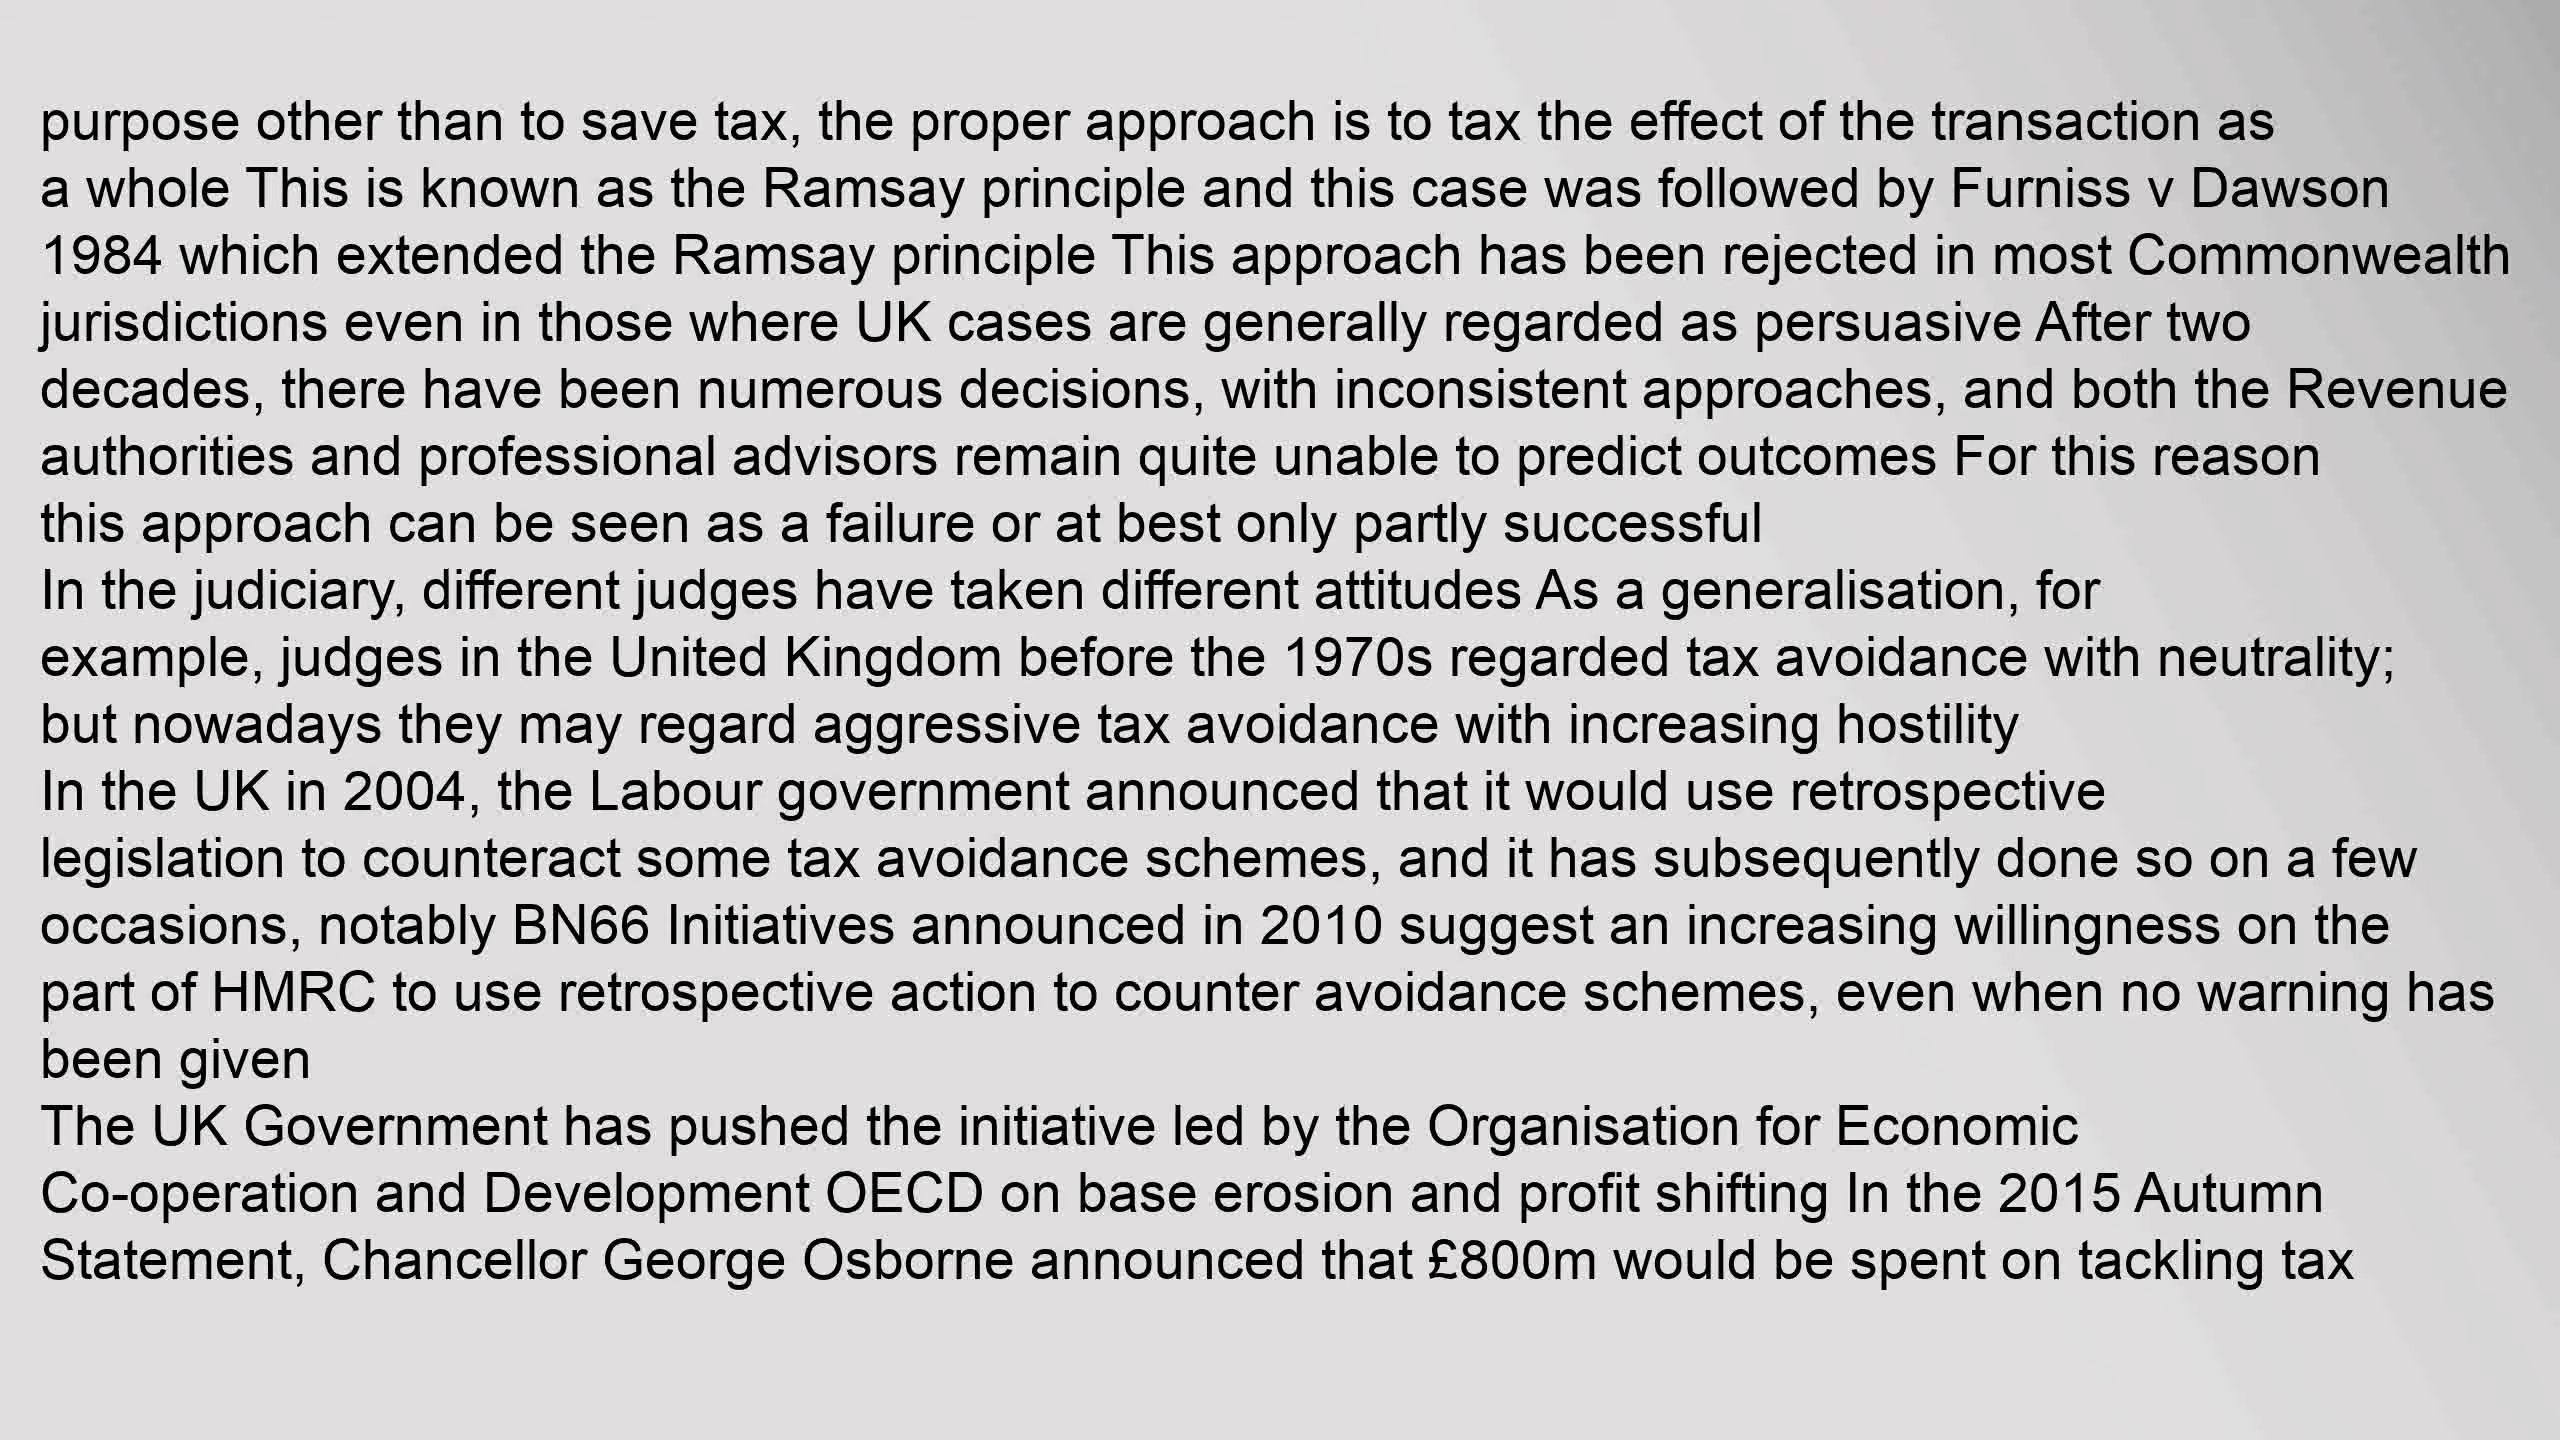 purpose other than to save tax, the proper approach is to tax the effect of the transaction as
a whole This is known as the Ramsay principle and this case was followed by Furniss v Dawson
1984 which extended the Ramsay principle This approach has been rejected in most Commonwealth
jurisdictions even in those where UK cases are generally regarded as persuasive After two
decades, there have been numerous decisions, with inconsistent approaches, and both the Revenue
authorities and professional advisors remain quite unable to predict outcomes For this reason
this approach can be seen as a failure or at best only partly successful
In the judiciary, different judges have taken different attitudes As a generalisation, for
example, judges in the United Kingdom before the 1970s regarded tax avoidance with neutrality;
but nowadays they may regard aggressive tax avoidance with increasing hostility
In the UK in 2004, the Labour government announced that it would use retrospective
legislation to counteract some tax avoidance schemes, and it has subsequently done so on a few
occasions, notably BN66 Initiatives announced in 2010 suggest an increasing willingness on the
part of HMRC to use retrospective action to counter avoidance schemes, even when no warning has
been given
The UK Government has pushed the initiative led by the Organisation for Economic
Co-operation and Development OECD on base erosion and profit shifting In the 2015 Autumn
Statement, Chancellor George Osborne announced that £800m would be spent on tackling tax